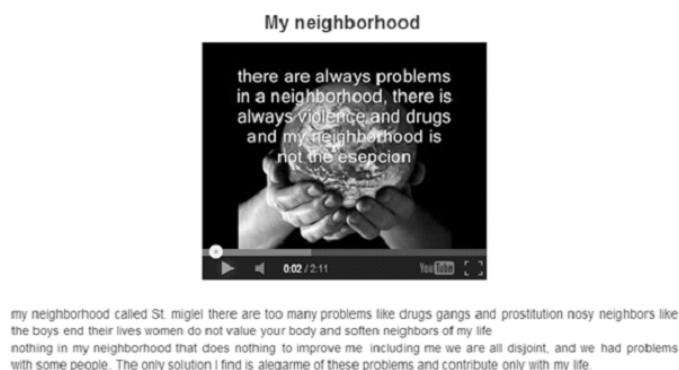 My neighborhood
there are always problems
in a neighborhood, there is
always violence and drugs
and my neighborhood is
not the esepcion
0:02 / 2:11
YouTube
my neighborhood called St. miglel there are too many problems like drugs gangs and prostitution nosy neighbors like
the boys end their lives women do not value your body and soften neighbors of my life
nothing in my neighborhood that does nothing to improve me including me we are all disjoint, and we had problems
with some people. The only solution I find is alegarme of these problems and contribute only with my life.